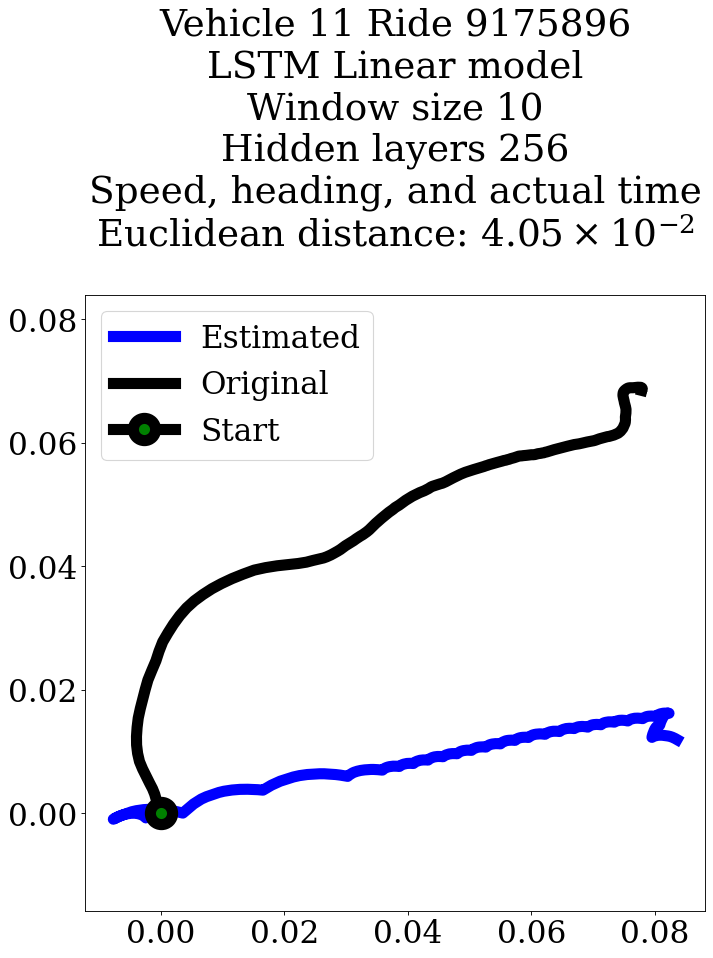 Vehicle 11 Ride 9175896
LSTM Linear model
Window size 10
Hidden layers 256
Speed, heading, and actual time
Euclidean distance: 4.05 × 10⁻²
Estimated
Original
Start
0.08
0.06
0.04
0.02
0.00
0.00 0.02 0.04 0.06 0.08